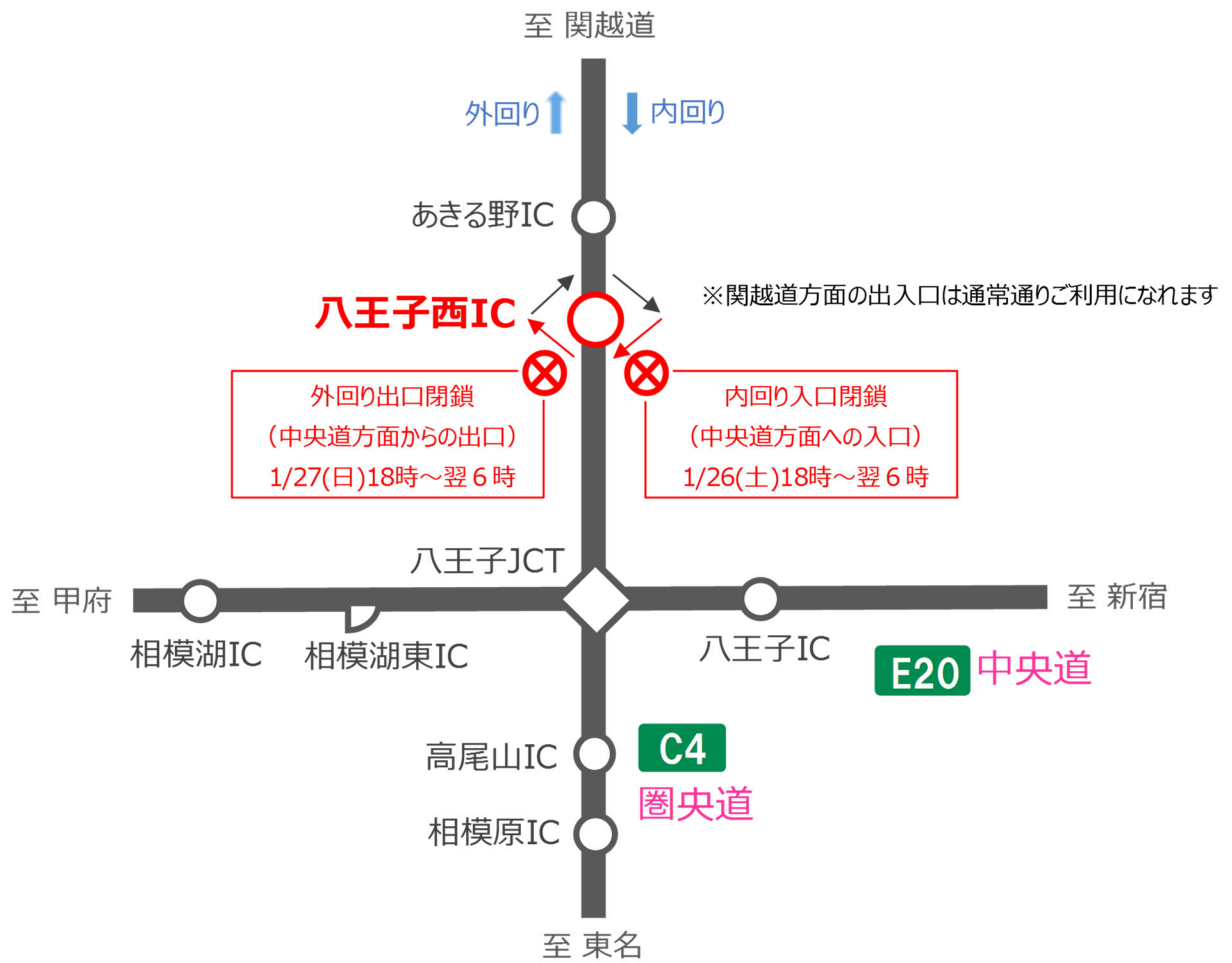 至 関越道
外回り
内回り
あきる野IC
八王子西IC
※関越道方面の出入口は通常通りご利用になれます
外回り出口閉鎖
（中央道方面からの出口）
1/27(日)18時～翌６時
内回り入口閉鎖
（中央道方面への入口）
1/26(土)18時～翌６時
八王子JCT
至 甲府
至 新宿
相模湖IC
相模湖東IC
八王子IC
E20 中央道
高尾山IC
C4
圏央道
相模原IC
至 東名